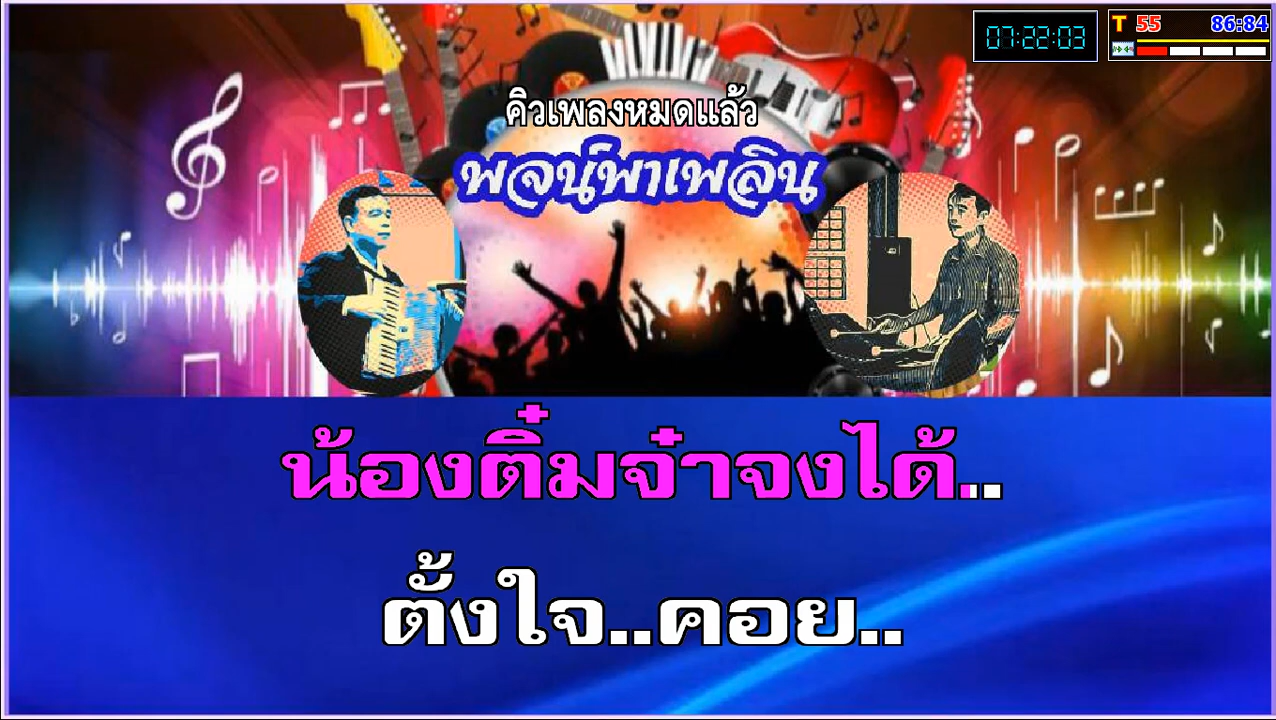 07:22:03
T 55 86:84
คิวเพลงหมดแล้ว
พจน์พาเพลิน
น้องติ๋มจ๋าจงได้..
ตั้งใจ..คอย..